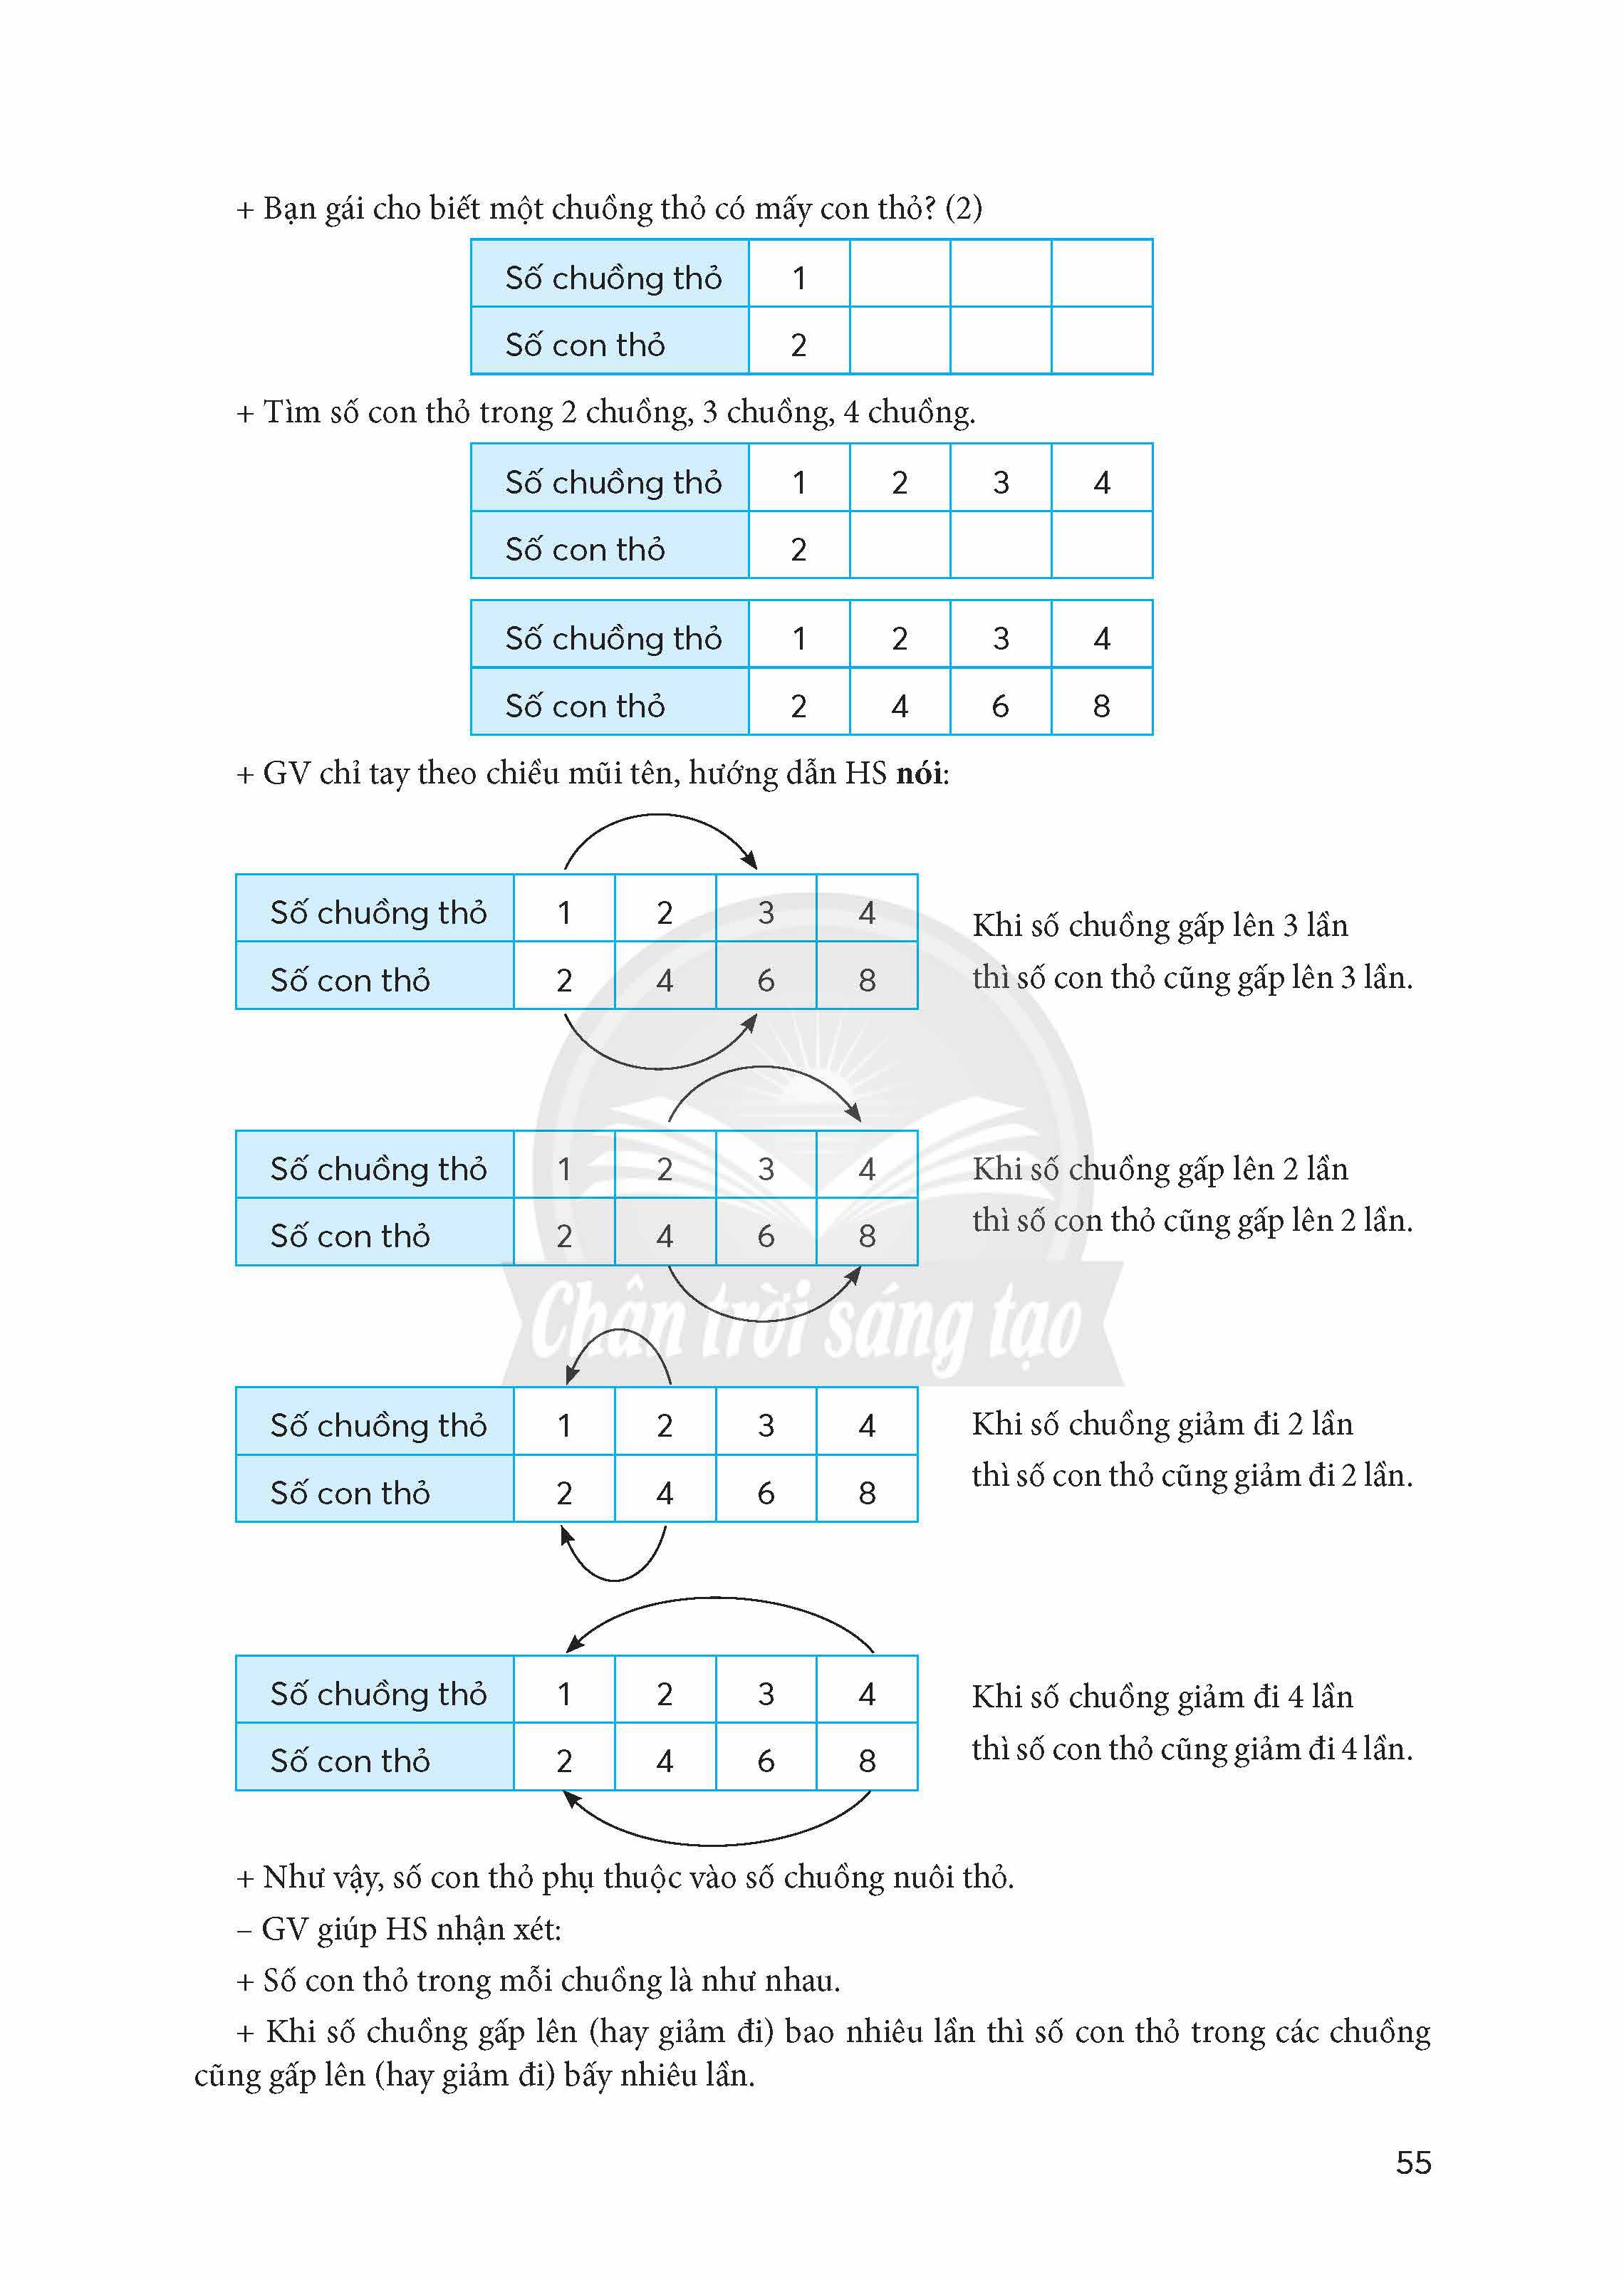 + Bạn gái cho biết một chuồng thỏ có mấy con thỏ? (2)
Số chuồng thỏ 1
Số con thỏ 2
+ Tìm số con thỏ trong 2 chuồng, 3 chuồng, 4 chuồng.
Số chuồng thỏ 1 2 3 4
Số con thỏ 2
Số chuồng thỏ 1 2 3 4
Số con thỏ 2 4 6 8
+ GV chỉ tay theo chiều mũi tên, hướng dẫn HS nói:
Số chuồng thỏ 1 2 3 4
Số con thỏ 2 4 6 8
Khi số chuồng gấp lên 3 lần
thì số con thỏ cũng gấp lên 3 lần.
Số chuồng thỏ 1 2 3 4
Số con thỏ 2 4 6 8
Khi số chuồng gấp lên 2 lần
thì số con thỏ cũng gấp lên 2 lần.
Chân trời sáng tạo
Số chuồng thỏ 1 2 3 4
Số con thỏ 2 4 6 8
Khi số chuồng giảm đi 2 lần
thì số con thỏ cũng giảm đi 2 lần.
Số chuồng thỏ 1 2 3 4
Số con thỏ 2 4 6 8
Khi số chuồng giảm đi 4 lần
thì số con thỏ cũng giảm đi 4 lần.
+ Như vậy, số con thỏ phụ thuộc vào số chuồng nuôi thỏ.
– GV giúp HS nhận xét:
+ Số con thỏ trong mỗi chuồng là như nhau.
+ Khi số chuồng gấp lên (hay giảm đi) bao nhiêu lần thì số con thỏ trong các chuồng
cũng gấp lên (hay giảm đi) bấy nhiêu lần.
55